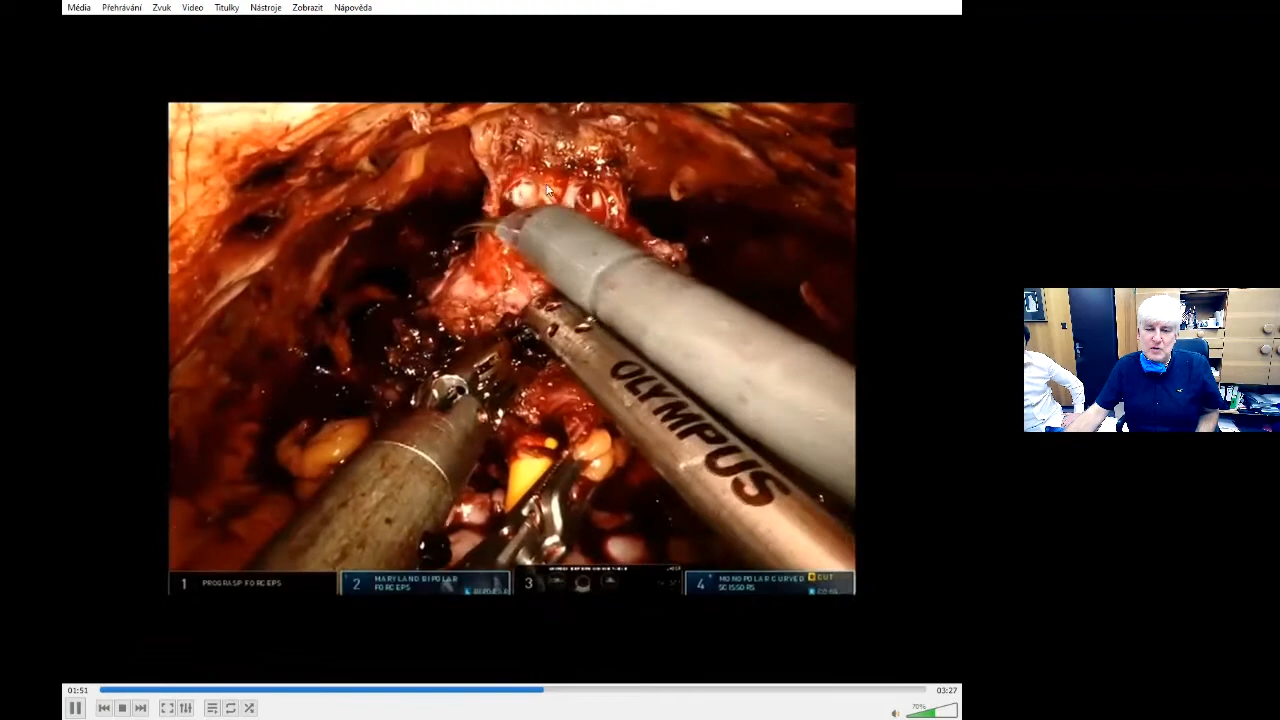 Média Přehrávání Zvuk Video Titulky Nástroje Zobrazit Nápověda
OLYMPUS
1 PROGRASP FORCEPS
2 MARYLAND BIPOLAR
FORCEPS
3
4 MONOPOLAR CURVED
SCISSORS
CUT
01:51
03:27
70%